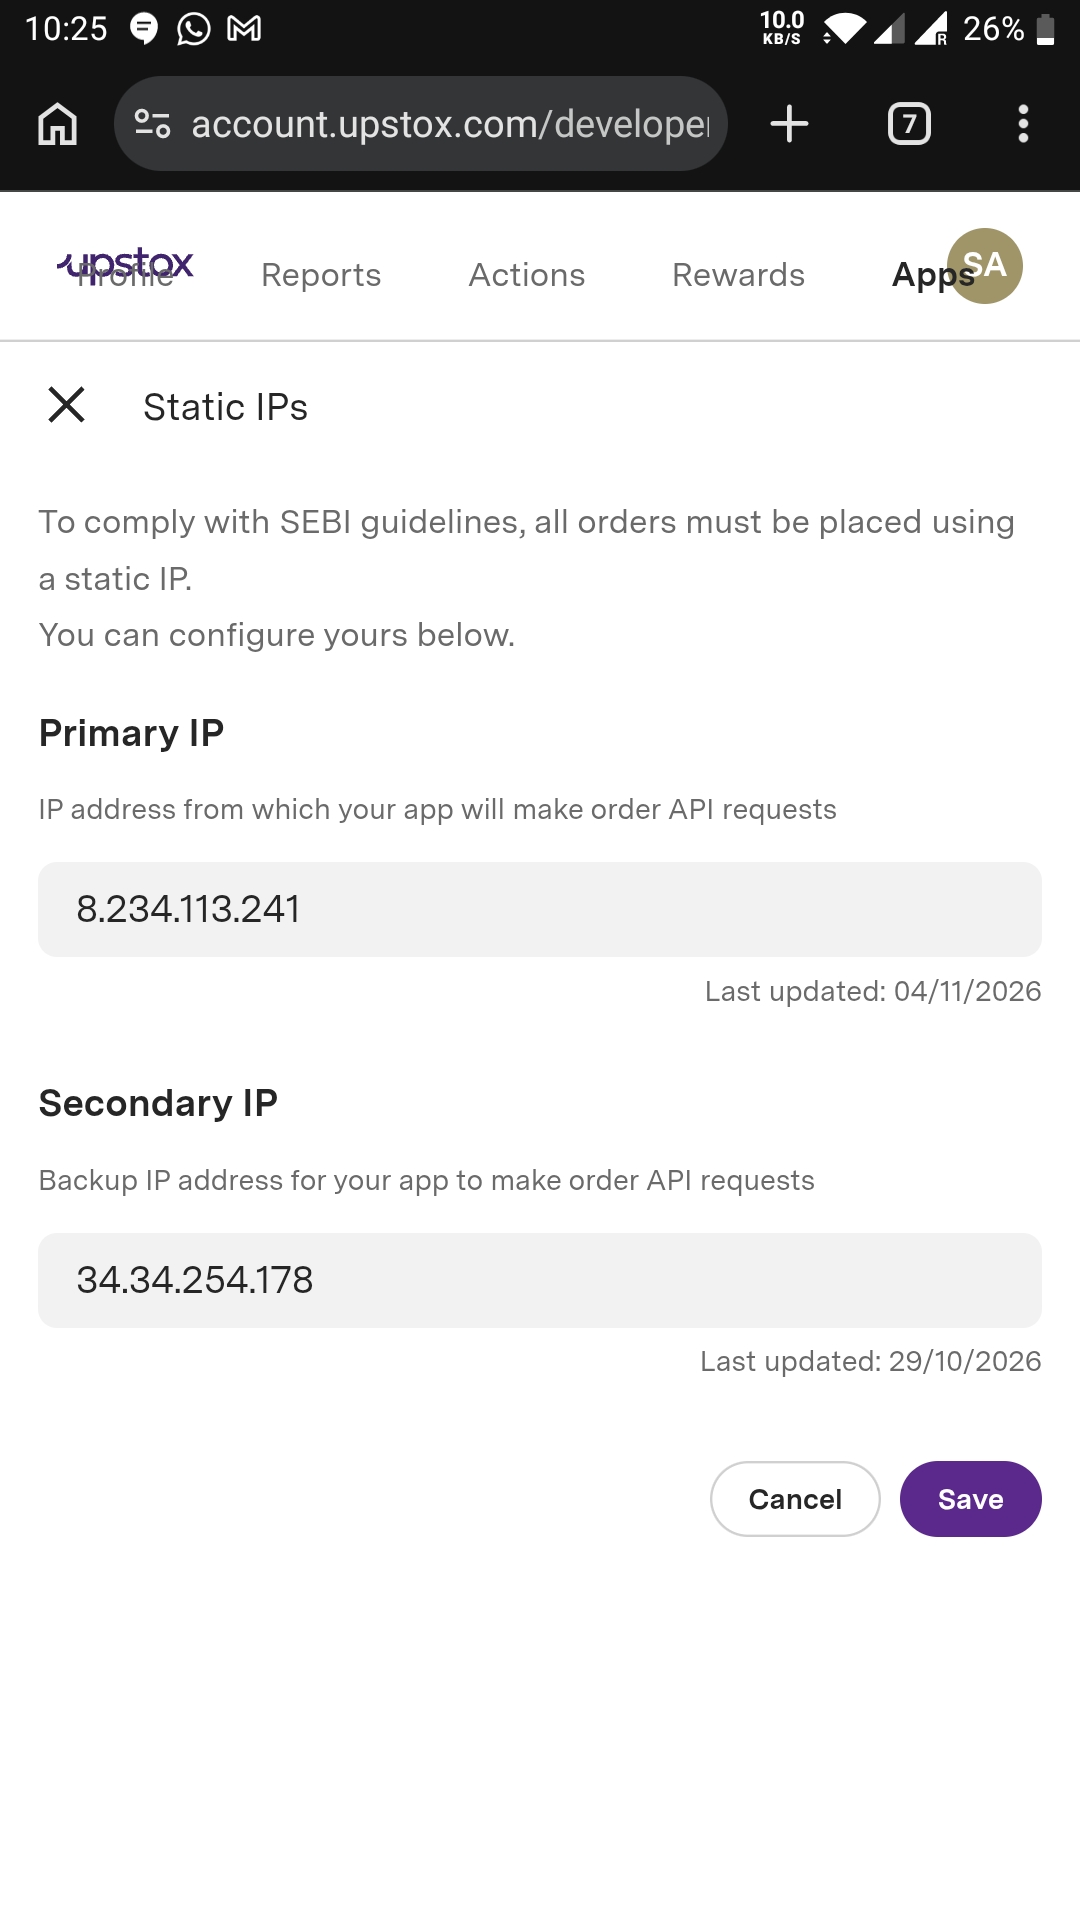 10:25
10.0
KB/S
R
26%
account.upstox.com/develope
7
upstox
Profile
Reports
Actions
Rewards
Apps
SA
Static IPs
To comply with SEBI guidelines, all orders must be placed using
a static IP.
You can configure yours below.
Primary IP
IP address from which your app will make order API requests
8.234.113.241
Last updated: 04/11/2026
Secondary IP
Backup IP address for your app to make order API requests
34.34.254.178
Last updated: 29/10/2026
Cancel
Save